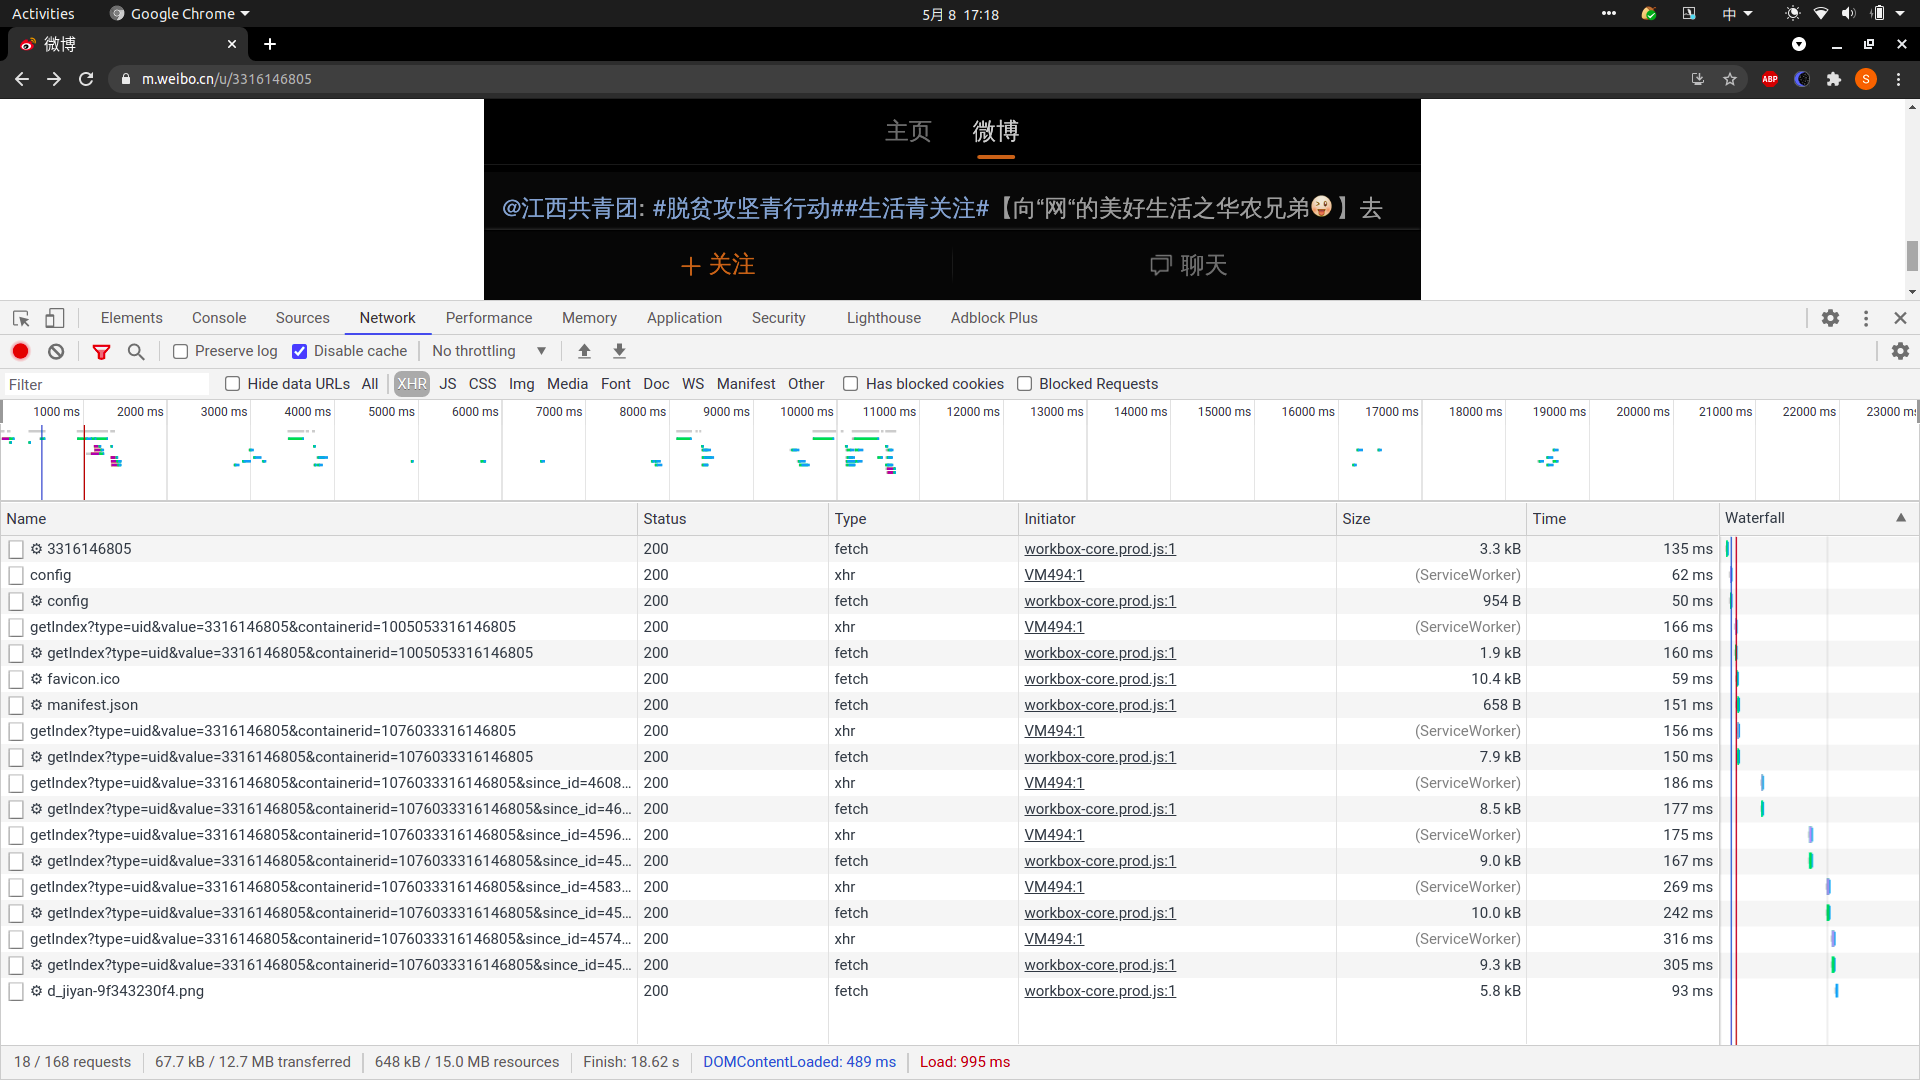 Activities Google Chrome 5月 8 17:18 中
微博
m.weibo.cn/u/3316146805 ABP S
主页 微博
@江西共青团: #脱贫攻坚青行动##生活青关注#【向“网“的美好生活之华农兄弟】去
关注 聊天
Elements Console Sources Network Performance Memory Application Security Lighthouse Adblock Plus
Preserve log Disable cache No throttling
Filter Hide data URLs All XHR JS CSS Img Media Font Doc WS Manifest Other Has blocked cookies Blocked Requests
1000 ms 2000 ms 3000 ms 4000 ms 5000 ms 6000 ms 7000 ms 8000 ms 9000 ms 10000 ms 11000 ms 12000 ms 13000 ms 14000 ms 15000 ms 16000 ms 17000 ms 18000 ms 19000 ms 20000 ms 21000 ms 22000 ms 23000
Name Status Type Initiator Size Time Waterfall
3316146805 200 fetch workbox-core.prod.js:1 3.3 kB 135 ms
config 200 xhr VM494:1 (ServiceWorker) 62 ms
config 200 fetch workbox-core.prod.js:1 954 B 50 ms
getIndex?type=uid&value=3316146805&containerid=1005053316146805 200 xhr VM494:1 (ServiceWorker) 166 ms
getIndex?type=uid&value=3316146805&containerid=1005053316146805 200 fetch workbox-core.prod.js:1 1.9 kB 160 ms
favicon.ico 200 fetch workbox-core.prod.js:1 10.4 kB 59 ms
manifest.json 200 fetch workbox-core.prod.js:1 658 B 151 ms
getIndex?type=uid&value=3316146805&containerid=1076033316146805 200 xhr VM494:1 (ServiceWorker) 156 ms
getIndex?type=uid&value=3316146805&containerid=1076033316146805 200 fetch workbox-core.prod.js:1 7.9 kB 150 ms
getIndex?type=uid&value=3316146805&containerid=1076033316146805&since_id=4608... 200 xhr VM494:1 (ServiceWorker) 186 ms
getIndex?type=uid&value=3316146805&containerid=1076033316146805&since_id=46... 200 fetch workbox-core.prod.js:1 8.5 kB 177 ms
getIndex?type=uid&value=3316146805&containerid=1076033316146805&since_id=4596... 200 xhr VM494:1 (ServiceWorker) 175 ms
getIndex?type=uid&value=3316146805&containerid=1076033316146805&since_id=45... 200 fetch workbox-core.prod.js:1 9.0 kB 167 ms
getIndex?type=uid&value=3316146805&containerid=1076033316146805&since_id=4583... 200 xhr VM494:1 (ServiceWorker) 269 ms
getIndex?type=uid&value=3316146805&containerid=1076033316146805&since_id=45... 200 fetch workbox-core.prod.js:1 10.0 kB 242 ms
getIndex?type=uid&value=3316146805&containerid=1076033316146805&since_id=4574... 200 xhr VM494:1 (ServiceWorker) 316 ms
getIndex?type=uid&value=3316146805&containerid=1076033316146805&since_id=45... 200 fetch workbox-core.prod.js:1 9.3 kB 305 ms
d_jiyan-9f343230f4.png 200 fetch workbox-core.prod.js:1 5.8 kB 93 ms
18 / 168 requests 67.7 kB / 12.7 MB transferred 648 kB / 15.0 MB resources Finish: 18.62 s DOMContentLoaded: 489 ms Load: 995 ms